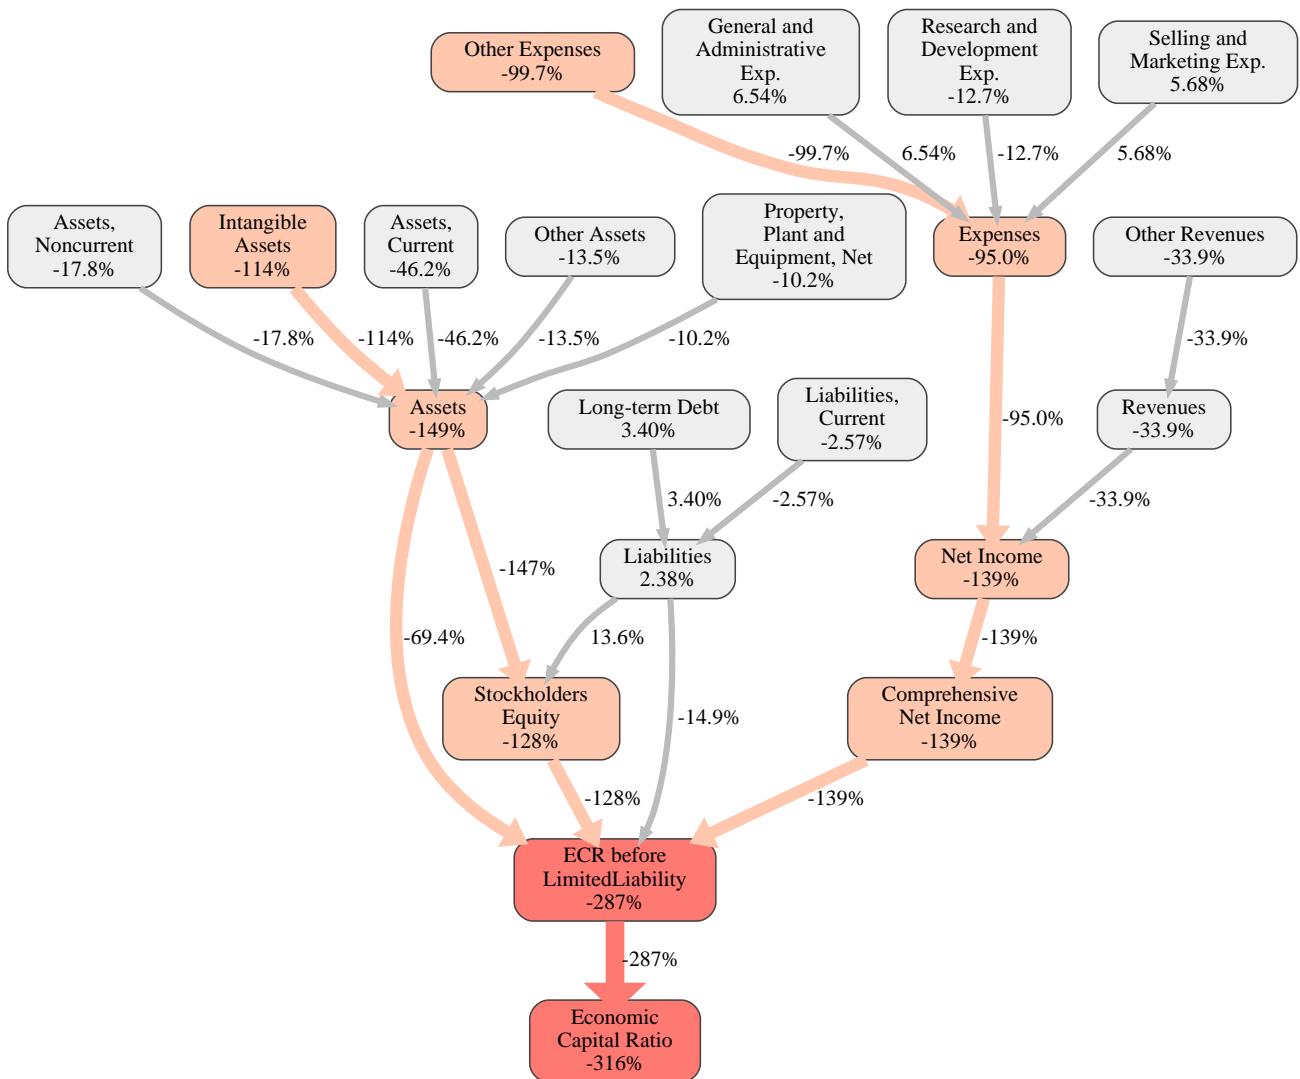 Other Expenses
-99.7%
General and
Administrative
Exp.
6.54%
Research and
Development
Exp.
-12.7%
Selling and
Marketing Exp.
5.68%
-99.7%
6.54%
-12.7%
5.68%
Assets,
Noncurrent
-17.8%
Intangible
Assets
-114%
Assets,
Current
-46.2%
Other Assets
-13.5%
Property,
Plant and
Equipment, Net
-10.2%
Expenses
-95.0%
Other Revenues
-33.9%
-17.8%
-114%
-46.2%
-13.5%
-10.2%
-33.9%
Assets
-149%
Long-term Debt
3.40%
Liabilities,
Current
-2.57%
-95.0%
Revenues
-33.9%
3.40%
-2.57%
-33.9%
-147%
Liabilities
2.38%
Net Income
-139%
-69.4%
13.6%
-139%
Stockholders
Equity
-128%
-14.9%
Comprehensive
Net Income
-139%
-128%
-139%
ECR before
LimitedLiability
-287%
-287%
Economic
Capital Ratio
-316%